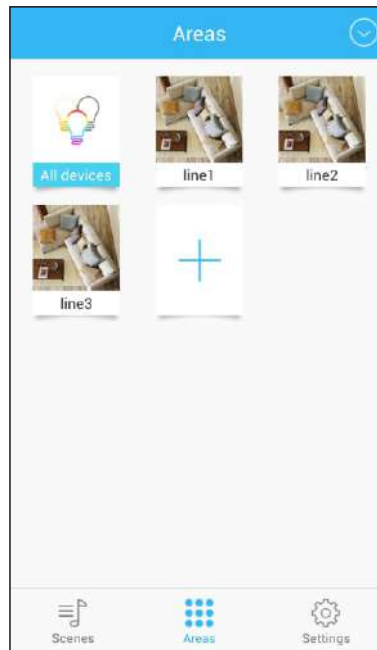 Areas
All devices
line1
line2
line3
Scenes
Areas
Settings